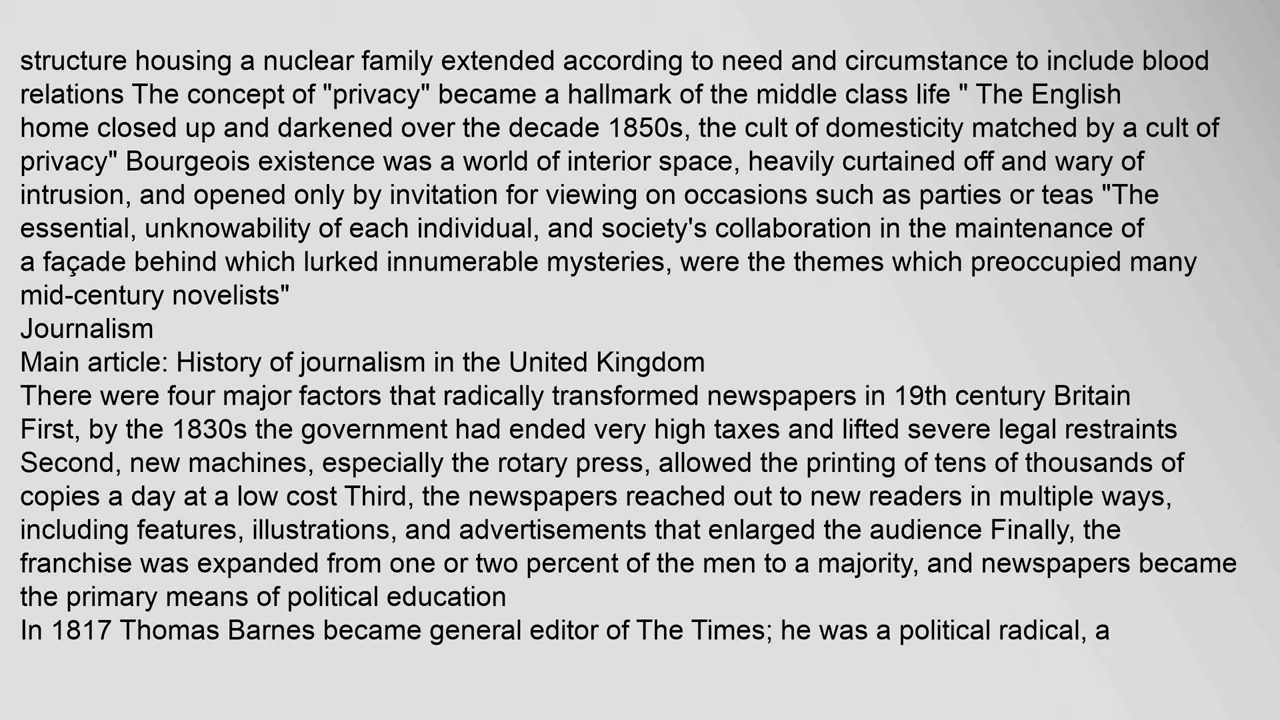 structure housing a nuclear family extended according to need and circumstance to include blood
relations The concept of "privacy" became a hallmark of the middle class life " The English
home closed up and darkened over the decade 1850s, the cult of domesticity matched by a cult of
privacy" Bourgeois existence was a world of interior space, heavily curtained off and wary of
intrusion, and opened only by invitation for viewing on occasions such as parties or teas "The
essential, unknowability of each individual, and society's collaboration in the maintenance of
a façade behind which lurked innumerable mysteries, were the themes which preoccupied many
mid-century novelists"
Journalism
Main article: History of journalism in the United Kingdom
There were four major factors that radically transformed newspapers in 19th century Britain
First, by the 1830s the government had ended very high taxes and lifted severe legal restraints
Second, new machines, especially the rotary press, allowed the printing of tens of thousands of
copies a day at a low cost Third, the newspapers reached out to new readers in multiple ways,
including features, illustrations, and advertisements that enlarged the audience Finally, the
franchise was expanded from one or two percent of the men to a majority, and newspapers became
the primary means of political education
In 1817 Thomas Barnes became general editor of The Times; he was a political radical, a